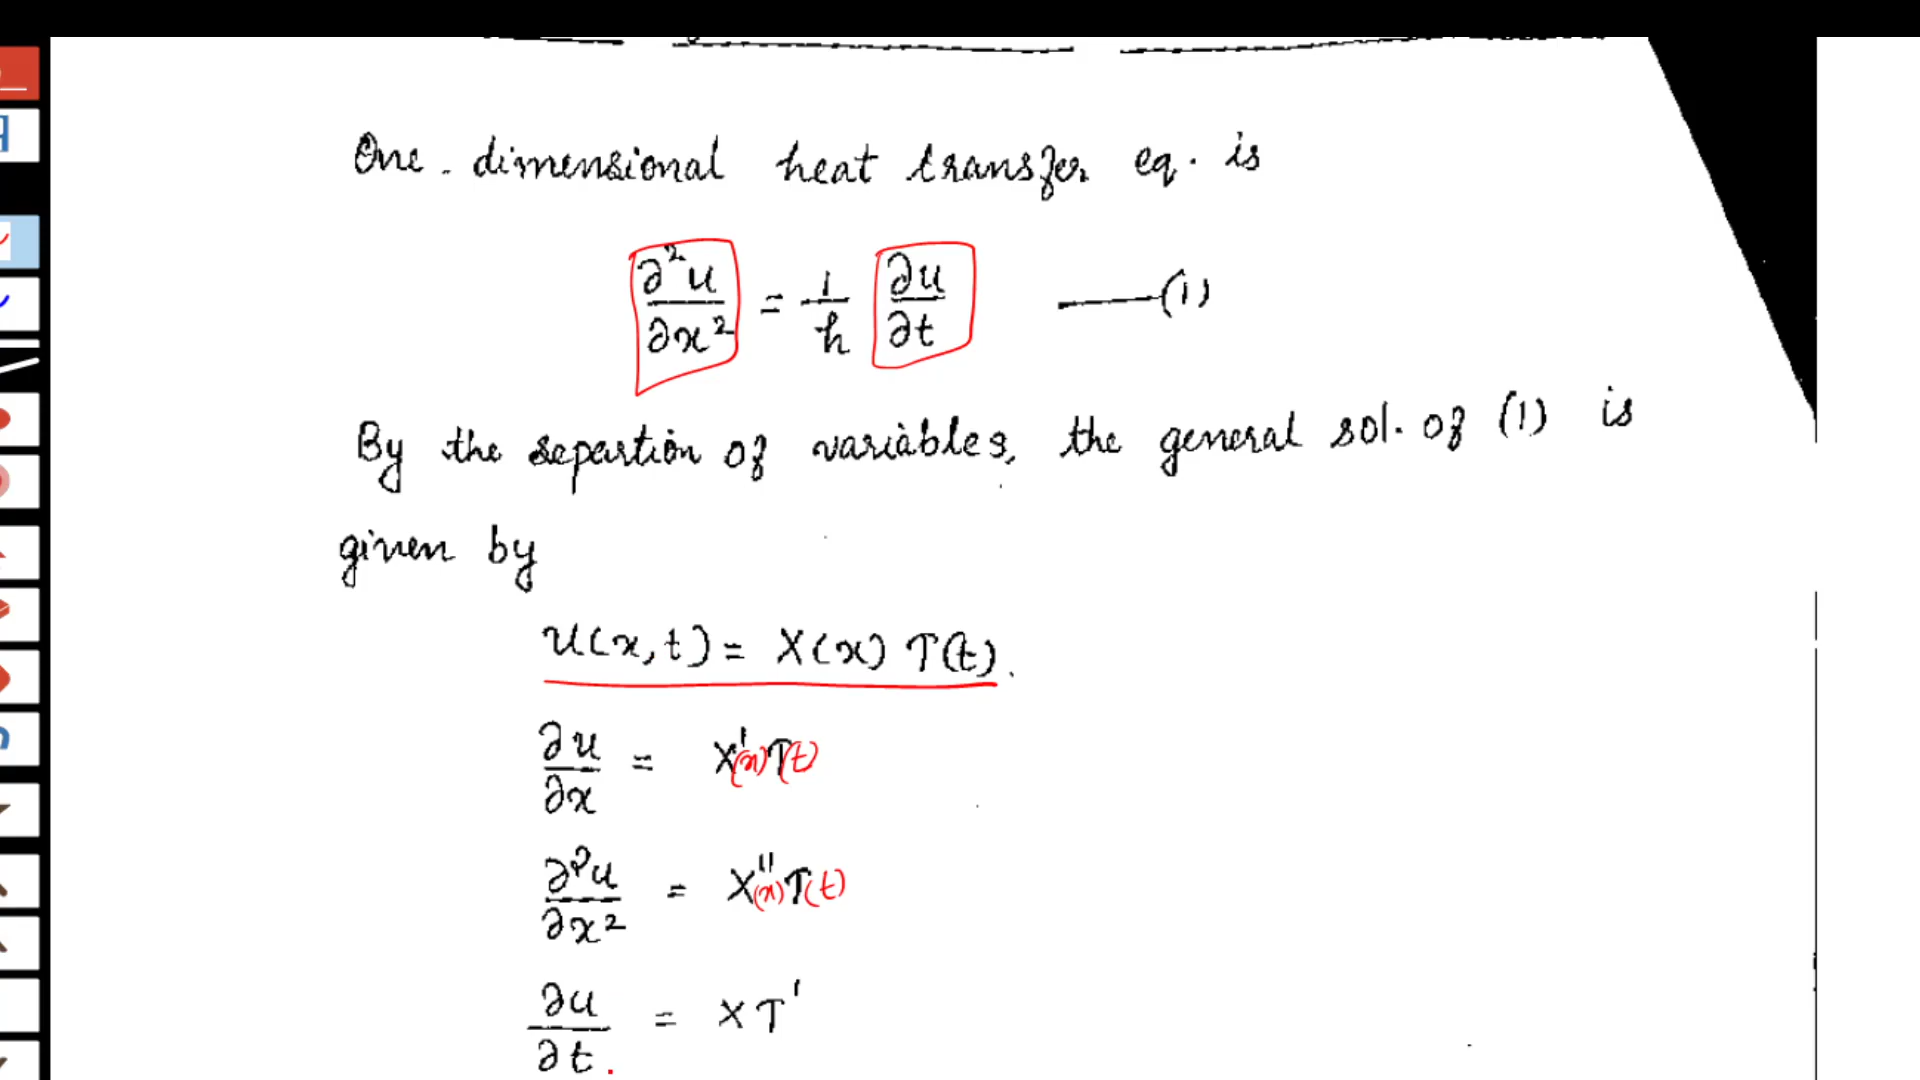 One-dimensional heat transfer eq. is
∂²u/∂x² = 1/h ∂u/∂t ——(1)
By the separtion of variables, the general sol. of (1) is
given by
u(x,t) = X(x) T(t).
∂u/∂x = X'(x)T(t)
∂²u/∂x² = X''(x)T(t)
∂u/∂t = XT'